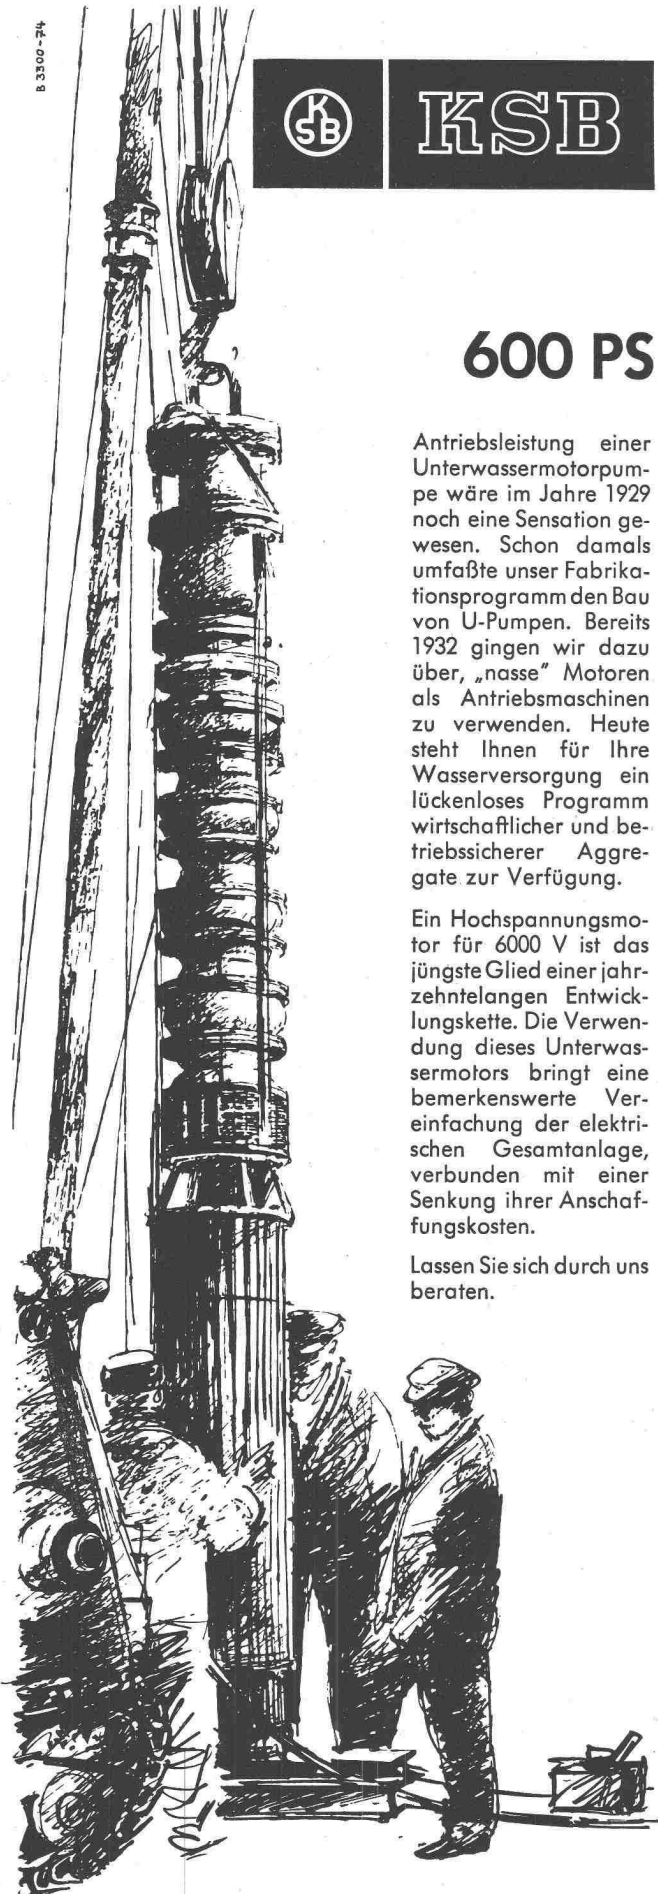 B 3300-74
K
SB
KSB
600 PS
Antriebsleistung einer
Unterwassermotorpum-
pe wäre im Jahre 1929
noch eine Sensation ge-
wesen. Schon damals
umfaßte unser Fabrika-
tionsprogramm den Bau
von U-Pumpen. Bereits
1932 gingen wir dazu
über, „nasse” Motoren
als Antriebsmaschinen
zu verwenden. Heute
steht Ihnen für Ihre
Wasserversorgung ein
lückenloses Programm
wirtschaftlicher und be-
triebssicherer Aggre-
gate zur Verfügung.
Ein Hochspannungsmo-
tor für 6000 V ist das
jüngste Glied einer jahr-
zehntelangen Entwick-
lungskette. Die Verwen-
dung dieses Unterwas-
sermotors bringt eine
bemerkenswerte Ver-
einfachung der elektri-
schen Gesamtanlage,
verbunden mit einer
Senkung ihrer Anschaf-
fungskosten.
Lassen Sie sich durch uns
beraten.